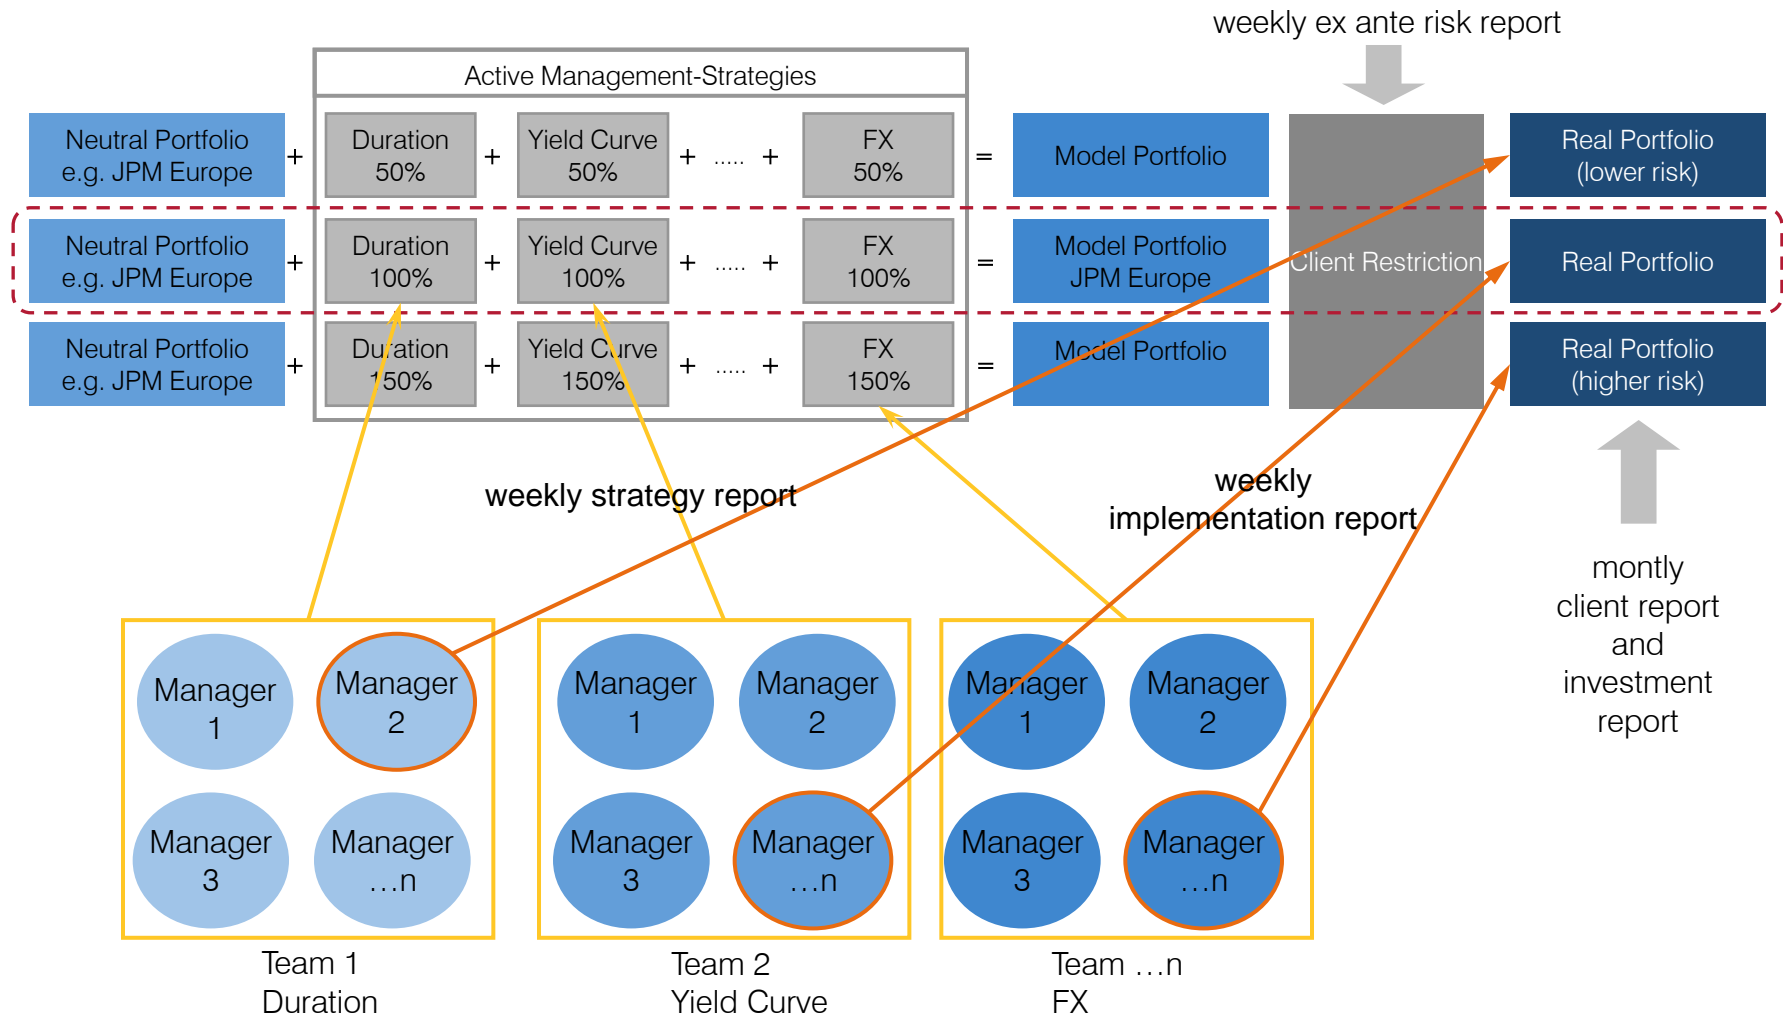 weekly ex ante risk report
Active Management-Strategies
Neutral Portfolio
e.g. JPM Europe
+
Duration
50%
+
Yield Curve
50%
+ ..... +
FX
50%
=
Model Portfolio
Real Portfolio
(lower risk)
Neutral Portfolio
e.g. JPM Europe
+
Duration
100%
+
Yield Curve
100%
+ ..... +
FX
100%
=
Model Portfolio
JPM Europe
Client Restriction
Real Portfolio
Neutral Portfolio
e.g. JPM Europe
+
Duration
150%
+
Yield Curve
150%
+ ..... +
FX
150%
=
Model Portfolio
Real Portfolio
(higher risk)
weekly strategy report
weekly
implementation report
montly
client report
and
investment
report
Manager
1
Manager
2
Manager
3
Manager
...n
Team 1
Duration
Manager
1
Manager
2
Manager
3
Manager
...n
Team 2
Yield Curve
Manager
1
Manager
2
Manager
3
Manager
...n
Team ...n
FX